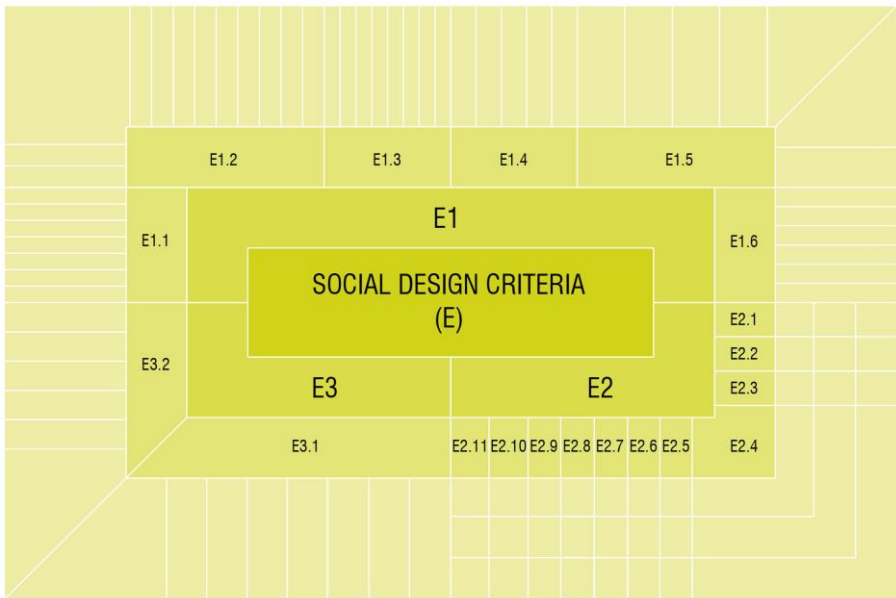 E1.2 E1.3 E1.4 E1.5
E1
E1.1 E1.6
SOCIAL DESIGN CRITERIA
(E)
E2.1
E2.2
E3.2
E3 E2 E2.3
E3.1 E2.11 E2.10 E2.9 E2.8 E2.7 E2.6 E2.5 E2.4